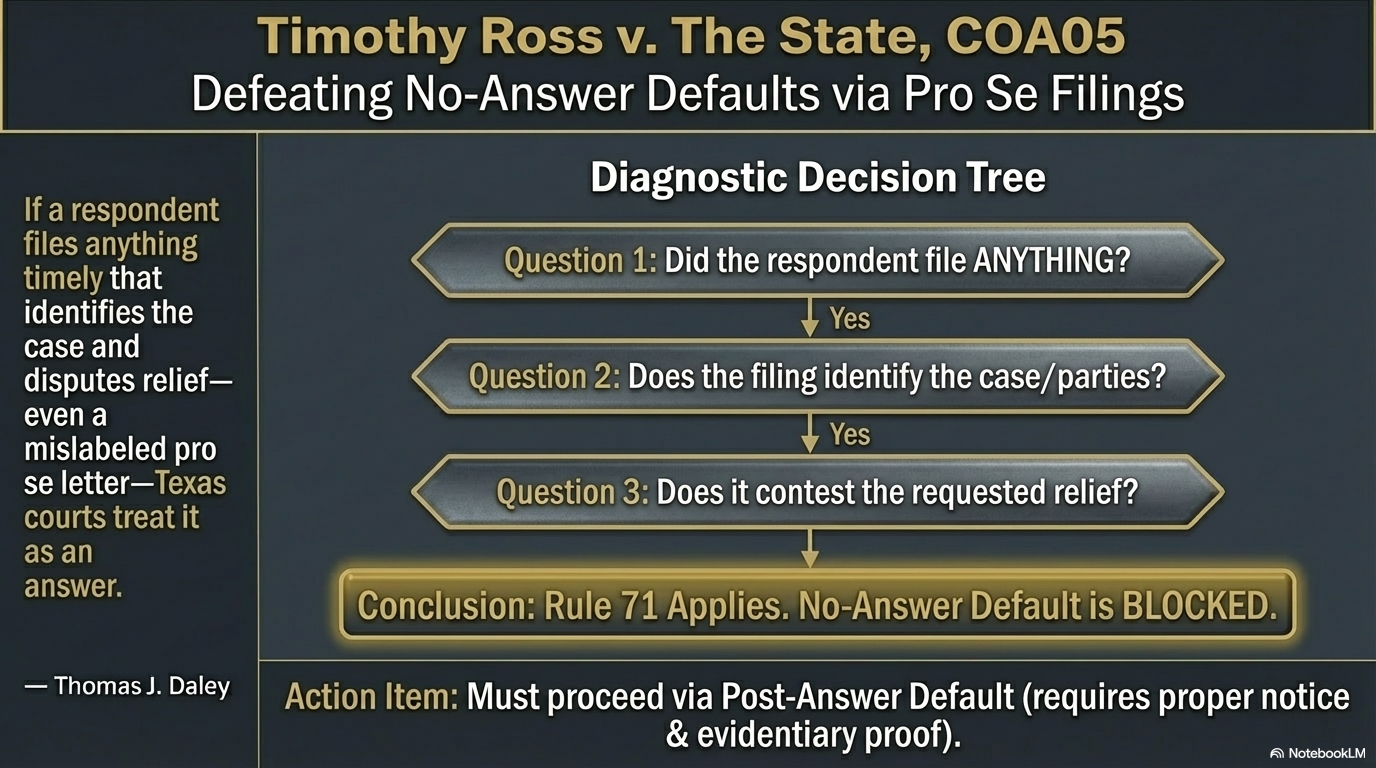 Timothy Ross v. The State, COA05
Defeating No-Answer Defaults via Pro Se Filings
If a respondent
files anything
timely that
identifies the
case and
disputes relief—
even a
mislabeled pro
se letter—Texas
courts treat it
as an
answer.
— Thomas J. Daley
Diagnostic Decision Tree
Question 1: Did the respondent file ANYTHING?
Yes
Question 2: Does the filing identify the case/parties?
Yes
Question 3: Does it contest the requested relief?
Conclusion: Rule 71 Applies. No-Answer Default is BLOCKED.
Action Item: Must proceed via Post-Answer Default (requires proper notice
& evidentiary proof).
NotebookLM